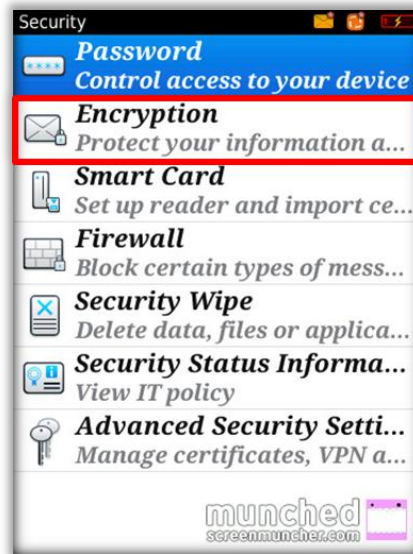 Security
Password
Control access to your device
Encryption
Protect your information a...
Smart Card
Set up reader and import ce...
Firewall
Block certain types of mess...
Security Wipe
Delete data, files or applica...
Security Status Informa...
View IT policy
Advanced Security Setti...
Manage certificates, VPN a...
munched
screenmuncher.com